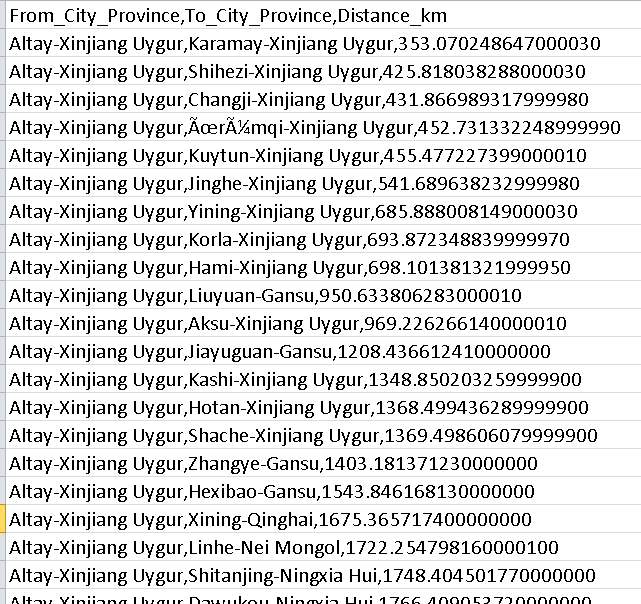 From_City_Province,To_City_Province,Distance_km
Altay-Xinjiang Uygur,Karamay-Xinjiang Uygur,353.070248647000030
Altay-Xinjiang Uygur,Shihezi-Xinjiang Uygur,425.818038288000030
Altay-Xinjiang Uygur,Changji-Xinjiang Uygur,431.866989317999980
Altay-Xinjiang Uygur,ÃœrÃ¼mqi-Xinjiang Uygur,452.731332248999990
Altay-Xinjiang Uygur,Kuytun-Xinjiang Uygur,455.477227399000010
Altay-Xinjiang Uygur,Jinghe-Xinjiang Uygur,541.689638232999980
Altay-Xinjiang Uygur,Yining-Xinjiang Uygur,685.888008149000030
Altay-Xinjiang Uygur,Korla-Xinjiang Uygur,693.872348839999970
Altay-Xinjiang Uygur,Hami-Xinjiang Uygur,698.101381321999950
Altay-Xinjiang Uygur,Liuyuan-Gansu,950.633806283000010
Altay-Xinjiang Uygur,Aksu-Xinjiang Uygur,969.226266140000010
Altay-Xinjiang Uygur,Jiayuguan-Gansu,1208.436612410000000
Altay-Xinjiang Uygur,Kashi-Xinjiang Uygur,1348.850203259999900
Altay-Xinjiang Uygur,Hotan-Xinjiang Uygur,1368.499436289999900
Altay-Xinjiang Uygur,Shache-Xinjiang Uygur,1369.498606079999900
Altay-Xinjiang Uygur,Zhangye-Gansu,1403.181371230000000
Altay-Xinjiang Uygur,Hexibao-Gansu,1543.846168130000000
Altay-Xinjiang Uygur,Xining-Qinghai,1675.365717400000000
Altay-Xinjiang Uygur,Linhe-Nei Mongol,1722.254798160000100
Altay-Xinjiang Uygur,Shitanjing-Ningxia Hui,1748.404501770000000
Altay-Xinjiang Uygur,Dawukou-Ningxia Hui,1766.409053720000000